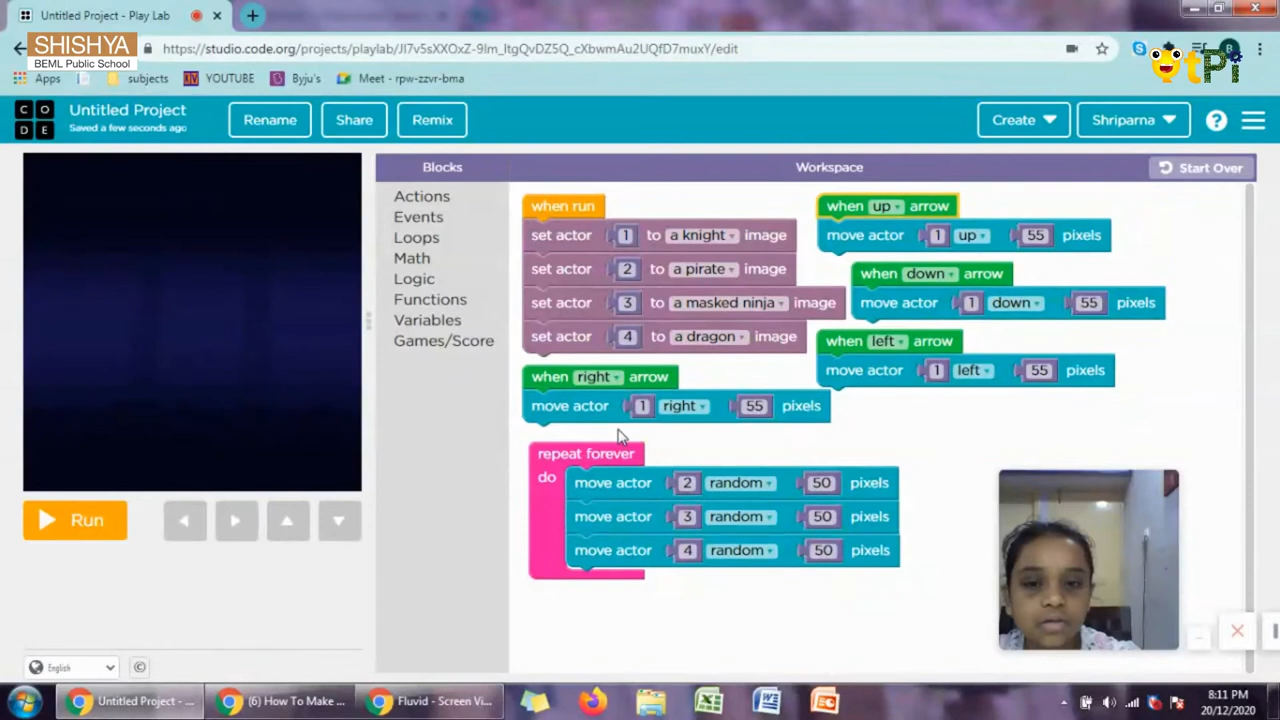 Untitled Project - Play Lab
SHISHYA
BEML Public School
https://studio.code.org/projects/playlab/Jl7v5sXXOxZ-9lm_ltgQvDZ5Q_cXbwmAu2UQfD7muxY/edit
B
tPi
Apps
subjects
YOUTUBE
Byju's
Meet - rpw-zzvr-bma
C O
D E
Untitled Project
Saved a few seconds ago
Rename
Share
Remix
Create
Shriparna
?
Blocks
Workspace
Start Over
Actions
Events
Loops
Math
Logic
Functions
Variables
Games/Score
when run
set actor 1 to a knight image
set actor 2 to a pirate image
set actor 3 to a masked ninja image
set actor 4 to a dragon image
when right arrow
move actor 1 right 55 pixels
repeat forever
do
move actor 2 random 50 pixels
move actor 3 random 50 pixels
move actor 4 random 50 pixels
when up arrow
move actor 1 up 55 pixels
when down arrow
move actor 1 down 55 pixels
when left arrow
move actor 1 left 55 pixels
Run
English
©
Untitled Project - ...
(6) How To Make ...
Fluvid - Screen Vi...
8:11 PM
20/12/2020